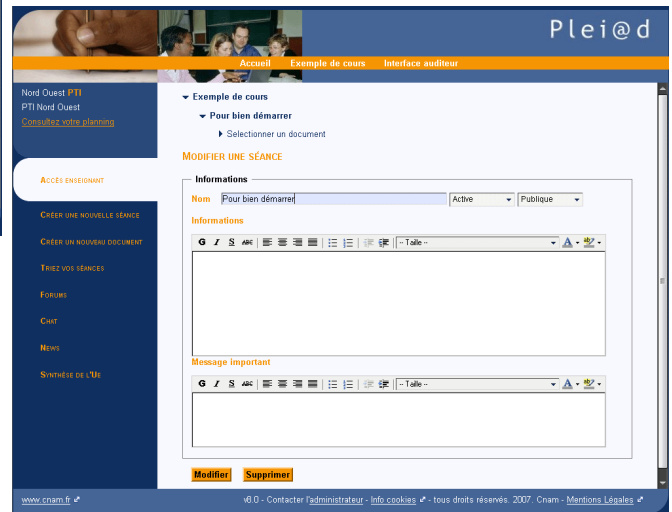 Plei@d
Accueil Exemple de cours Interface auditeur
Nord Ouest PTI
PTI Nord Ouest
Consultez votre planning
Accès enseignant
Créer une nouvelle séance
Créer un nouveau document
Triez vos séances
Forums
Chat
News
Synthèse de l'Ue
Exemple de cours
Pour bien démarrer
Selectionner un document
Modifier une séance
Informations
Nom Pour bien démarrer Active Publique
Informations
G I S ABC -- Taille -- A ab
Message important
G I S ABC -- Taille -- A ab
Modifier Supprimer
www.cnam.fr v8.0 - Contacter l'administrateur - Info cookies - tous droits réservés. 2007. Cnam - Mentions Légales